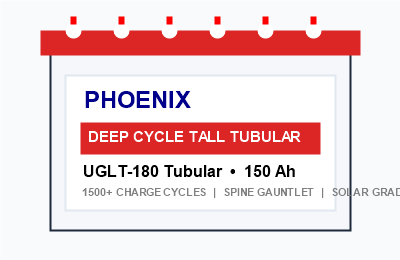 PHOENIX
DEEP CYCLE TALL TUBULAR
UGLT-180 Tubular • 150 Ah
1500+ CHARGE CYCLES | SPINE GAUNTLET | SOLAR GRAD